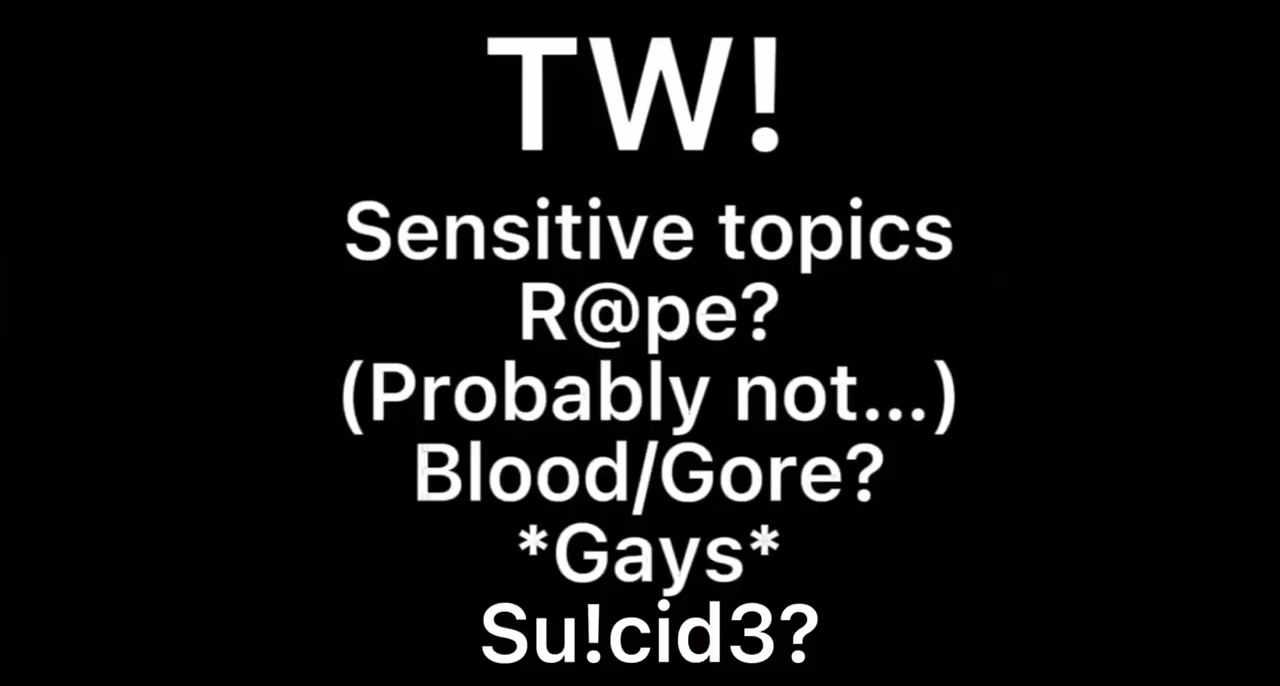 TW!
Sensitive topics
R@pe?
(Probably not...)
Blood/Gore?
*Gays*
Su!cid3?